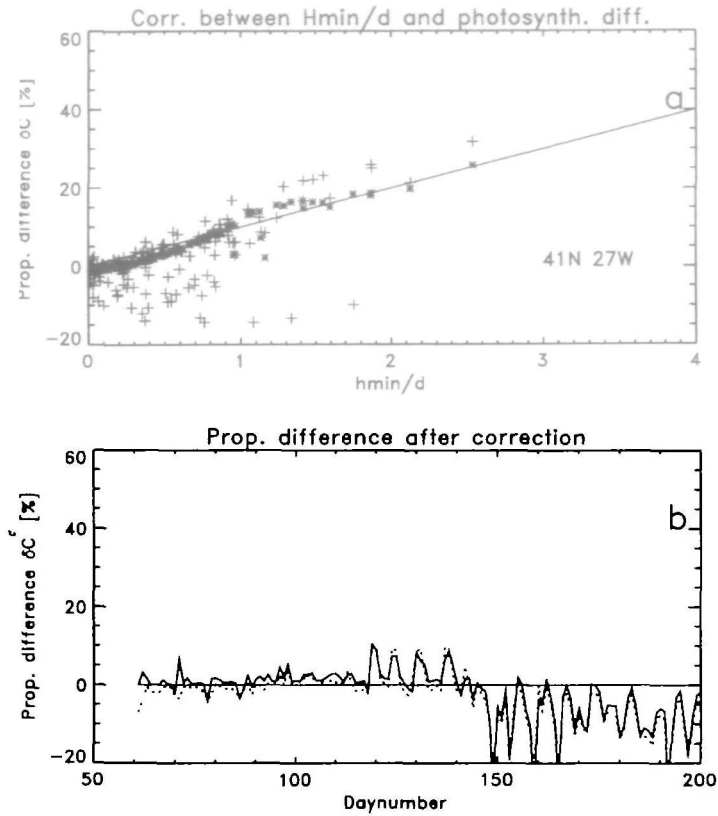 Corr. between Hmin/d and photosynth. diff.
60
40
20
0
-20
Prop. difference δC [%]
a
41N 27W
0
1
2
3
4
hmin/d
Prop. difference after correction
60
40
20
0
-20
Prop. difference δC' [%]
b
50
100
150
200
Daynumber